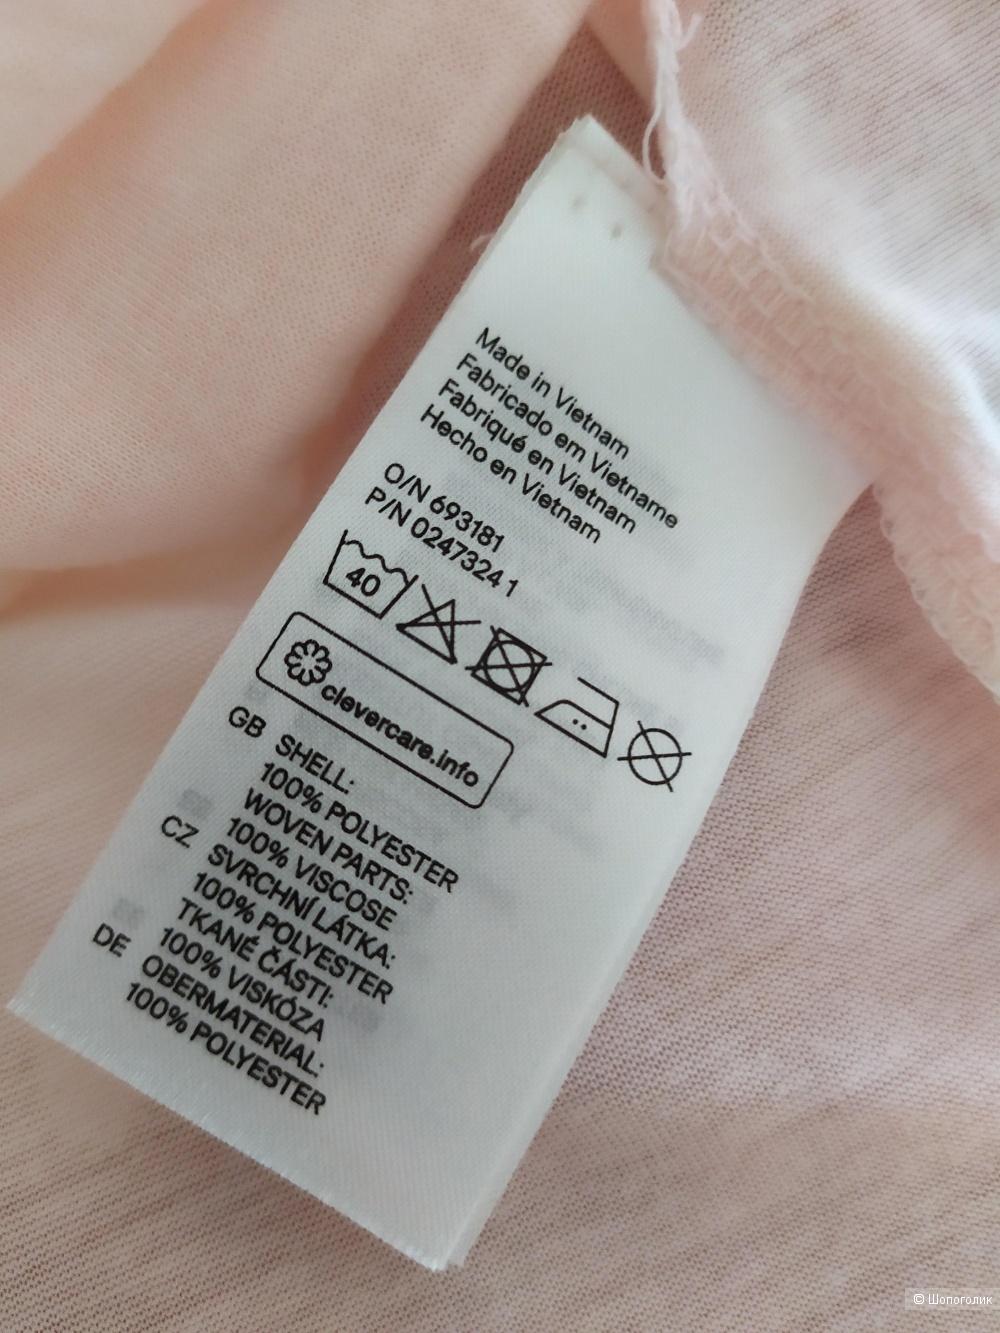 Made in Vietnam
Fabricado em Vietname
Fabriqué en Vietnam
Hecho en Vietnam
O/N 693181
P/N 0247324 1
40
clevercare.info
GB SHELL:
100% POLYESTER
WOVEN PARTS:
100% VISCOSE
CZ SVRCHNÍ LÁTKA:
100% POLYESTER
TKANÉ ČÁSTI:
100% VISKÓZA
DE OBERMATERIAL:
100% POLYESTER
© Шопоголик